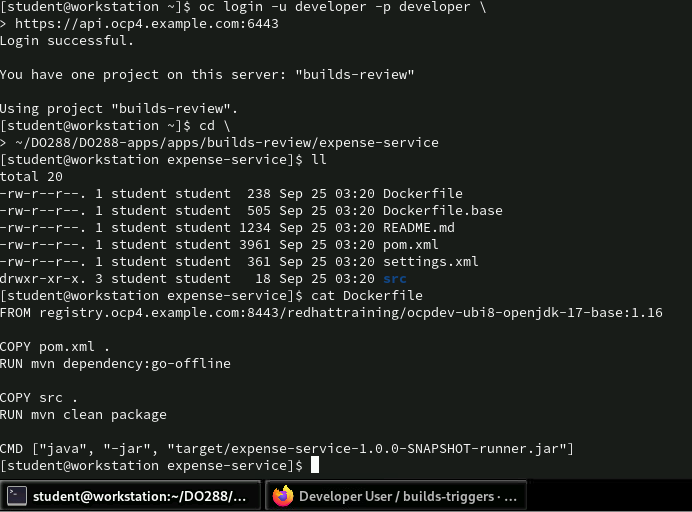 [student@workstation ~]$ oc login -u developer -p developer \
> https://api.ocp4.example.com:6443
Login successful.
You have one project on this server: "builds-review"
Using project "builds-review".
[student@workstation ~]$ cd \
> ~/DO288/DO288-apps/apps/builds-review/expense-service
[student@workstation expense-service]$ ll
total 20
-rw-r--r--. 1 student student  238 Sep 25 03:20 Dockerfile
-rw-r--r--. 1 student student  505 Sep 25 03:20 Dockerfile.base
-rw-r--r--. 1 student student 1234 Sep 25 03:20 README.md
-rw-r--r--. 1 student student 3961 Sep 25 03:20 pom.xml
-rw-r--r--. 1 student student  361 Sep 25 03:20 settings.xml
drwxr-xr-x. 3 student student   18 Sep 25 03:20 src
[student@workstation expense-service]$ cat Dockerfile
FROM registry.ocp4.example.com:8443/redhattraining/ocpdev-ubi8-openjdk-17-base:1.16
COPY pom.xml .
RUN mvn dependency:go-offline
COPY src .
RUN mvn clean package
CMD ["java", "-jar", "target/expense-service-1.0.0-SNAPSHOT-runner.jar"]
[student@workstation expense-service]$
student@workstation:~/DO288/... Developer User / builds-triggers · ...